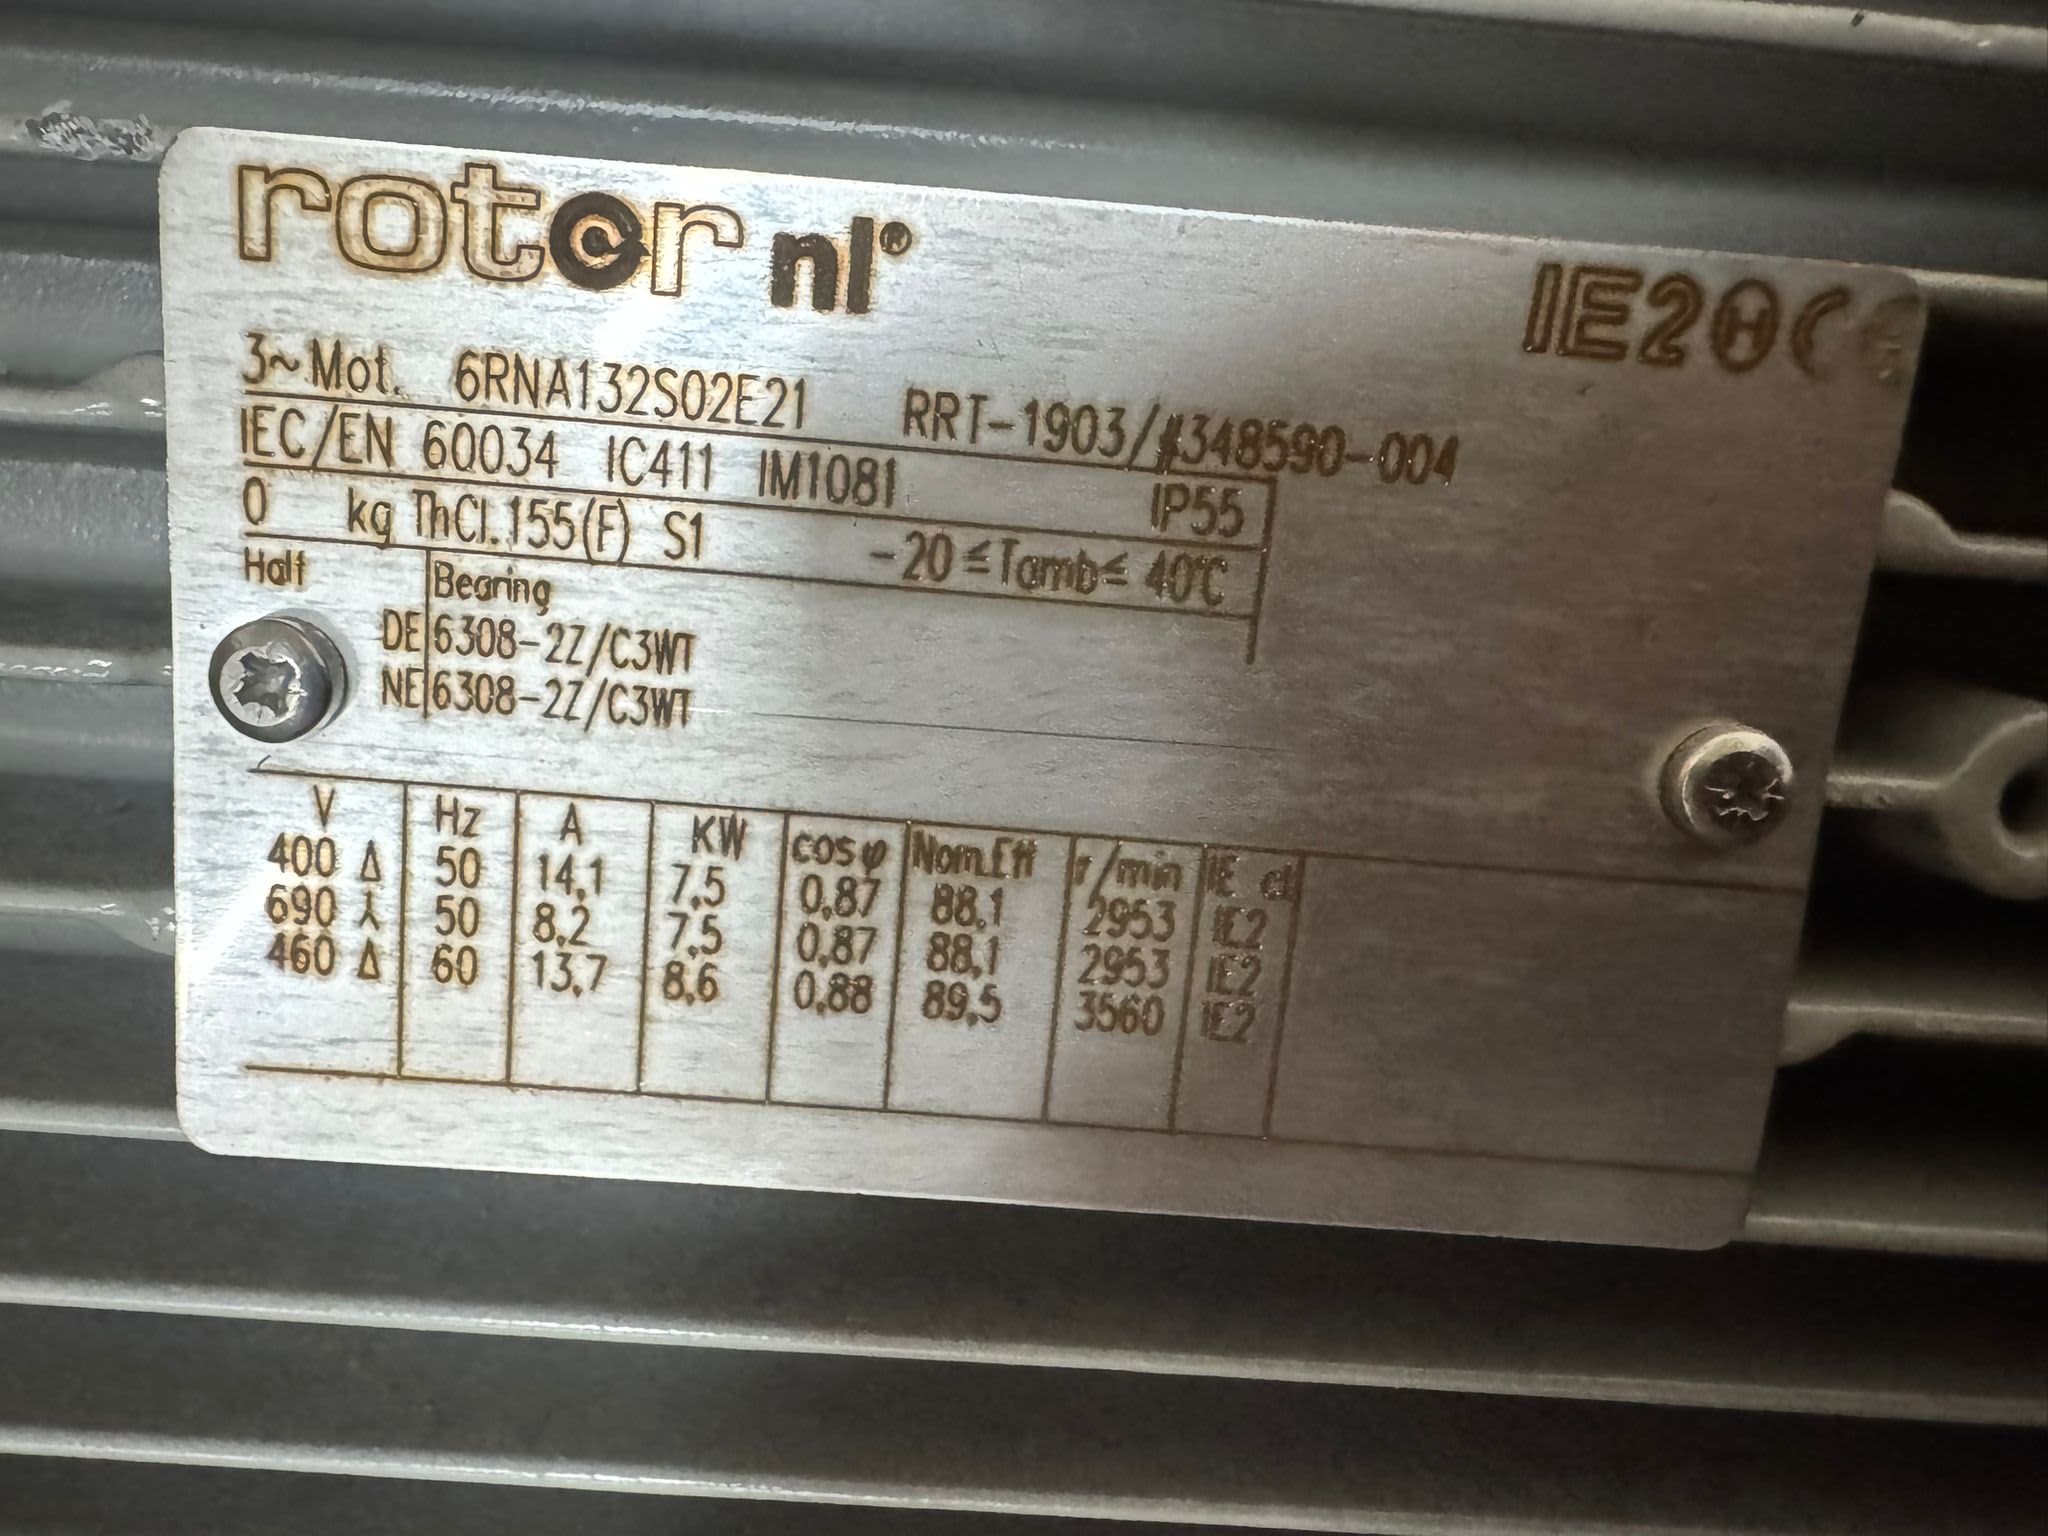 rotor nl®
IE2 H CE
3~Mot. 6RNA132S02E21 RRT-1903/#348590-004
IEC/EN 60034 IC411 IM1081 IP55
0 kg ThCl.155(F) S1 -20 ≤Tamb≤ 40°C
Half Bearing
DE 6308-2Z/C3WT
NE 6308-2Z/C3WT
V Hz A KW cosφ Nom.Eff r/min IE cl
400 Δ 50 14,1 7,5 0,87 88,1 2953 IE2
690 Y 50 8,2 7,5 0,87 88,1 2953 IE2
460 Δ 60 13,7 8,6 0,88 89,5 3560 IE2